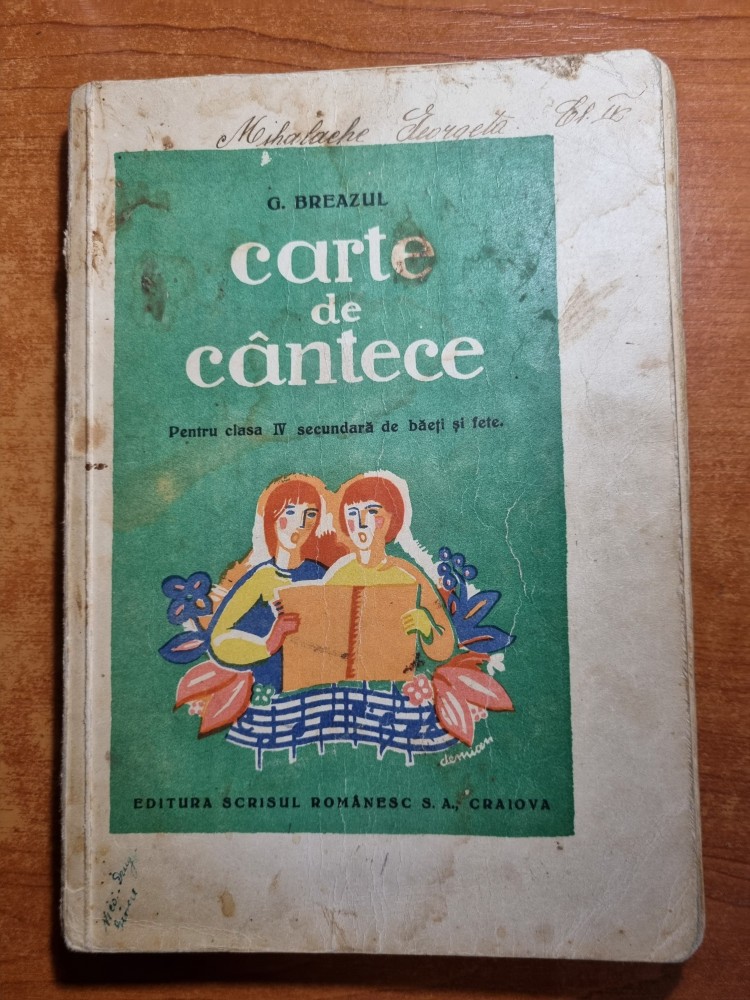 Mihalache Georgeta Cl. IV
G. BREAZUL
carte
de
cântece
Pentru clasa IV secundară de băeți și fete.
demian
EDITURA SCRISUL ROMÂNESC S. A., CRAIOVA